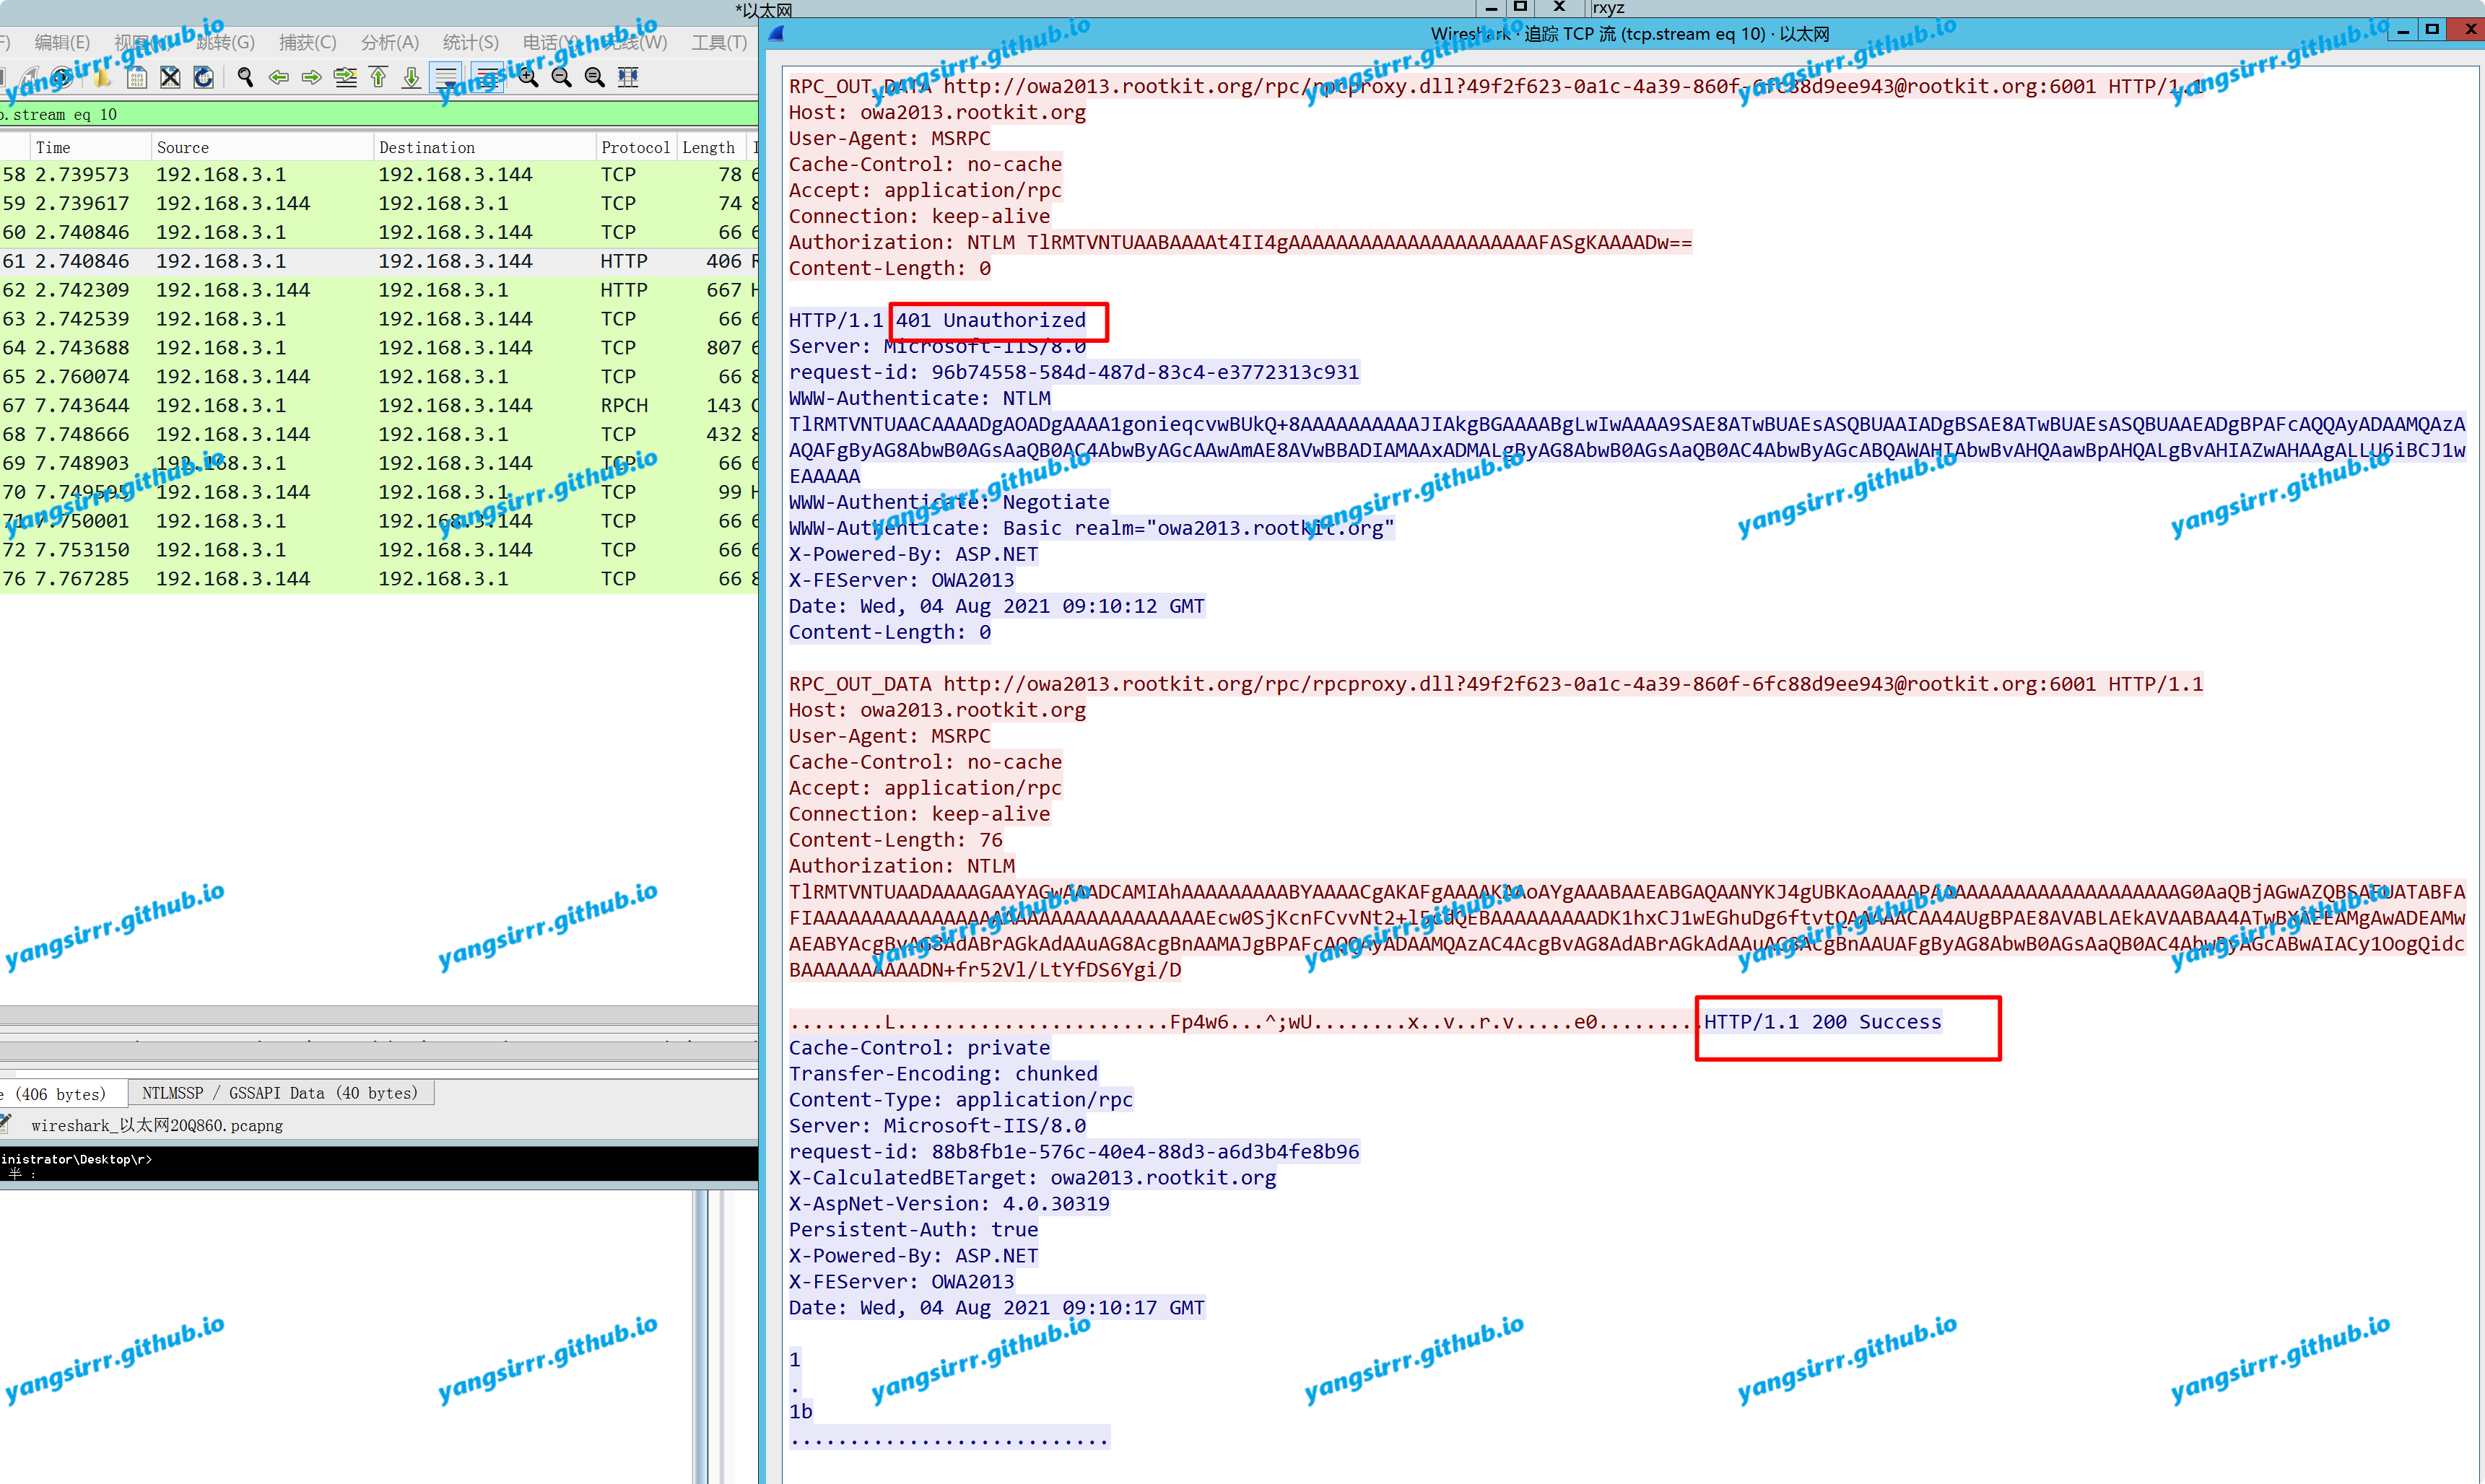 *以太网
rxyz
编辑(E) 跳转(G) 捕获(C) 分析(A) 统计(S) 工具(T)
p.stream eq 10
Time Source Destination Protocol Length
58 2.739573 192.168.3.1 192.168.3.144 TCP 78
59 2.739617 192.168.3.144 192.168.3.1 TCP 74
60 2.740846 192.168.3.1 192.168.3.144 TCP 66
61 2.740846 192.168.3.1 192.168.3.144 HTTP 406
62 2.742309 192.168.3.144 192.168.3.1 HTTP 667
63 2.742539 192.168.3.1 192.168.3.144 TCP 66
64 2.743688 192.168.3.1 192.168.3.144 TCP 807
65 2.760074 192.168.3.144 192.168.3.1 TCP 66
67 7.743644 192.168.3.1 192.168.3.144 RPCH 143
68 7.748666 192.168.3.144 192.168.3.1 TCP 432
69 7.748903 192.168.3.1 192.168.3.144 TCP 66
70 7.749595 192.168.3.144 192.168.3.1 TCP 99
71 7.750001 192.168.3.1 192.168.3.144 TCP 66
72 7.753150 192.168.3.1 192.168.3.144 TCP 66
76 7.767285 192.168.3.144 192.168.3.1 TCP 66
e (406 bytes) NTLMSSP / GSSAPI Data (40 bytes)
wireshark_以太网20Q860.pcapng
inistrator\Desktop\r>
半 :
Wireshark · 追踪 TCP 流 (tcp.stream eq 10) · 以太网
RPC_OUT_DATA http://owa2013.rootkit.org/rpc/rpcproxy.dll?49f2f623-0a1c-4a39-860f-6fc88d9ee943@rootkit.org:6001 HTTP/1.1
Host: owa2013.rootkit.org
User-Agent: MSRPC
Cache-Control: no-cache
Accept: application/rpc
Connection: keep-alive
Authorization: NTLM TlRMTVNTUAABAAAAt4II4gAAAAAAAAAAAAAAAAAAAAAFASgKAAAADw==
Content-Length: 0
HTTP/1.1 401 Unauthorized
Server: Microsoft-IIS/8.0
request-id: 96b74558-584d-487d-83c4-e3772313c931
WWW-Authenticate: NTLM
EAAAAA
WWW-Authenticate: Negotiate
WWW-Authenticate: Basic realm="owa2013.rootkit.org"
X-Powered-By: ASP.NET
X-FEServer: OWA2013
Date: Wed, 04 Aug 2021 09:10:12 GMT
Content-Length: 0
RPC_OUT_DATA http://owa2013.rootkit.org/rpc/rpcproxy.dll?49f2f623-0a1c-4a39-860f-6fc88d9ee943@rootkit.org:6001 HTTP/1.1
Host: owa2013.rootkit.org
User-Agent: MSRPC
Cache-Control: no-cache
Accept: application/rpc
Connection: keep-alive
Content-Length: 76
Authorization: NTLM
BAAAAAAAAAADN+fr52Vl/LtYfDS6Ygi/D
........L........................Fp4w6...^;wU........x..v..r.v.....e0.........HTTP/1.1 200 Success
Cache-Control: private
Transfer-Encoding: chunked
Content-Type: application/rpc
Server: Microsoft-IIS/8.0
request-id: 88b8fb1e-576c-40e4-88d3-a6d3b4fe8b96
X-CalculatedBETarget: owa2013.rootkit.org
X-AspNet-Version: 4.0.30319
Persistent-Auth: true
X-Powered-By: ASP.NET
X-FEServer: OWA2013
Date: Wed, 04 Aug 2021 09:10:17 GMT
1
.
1b
...........................
yangsirrr.github.io